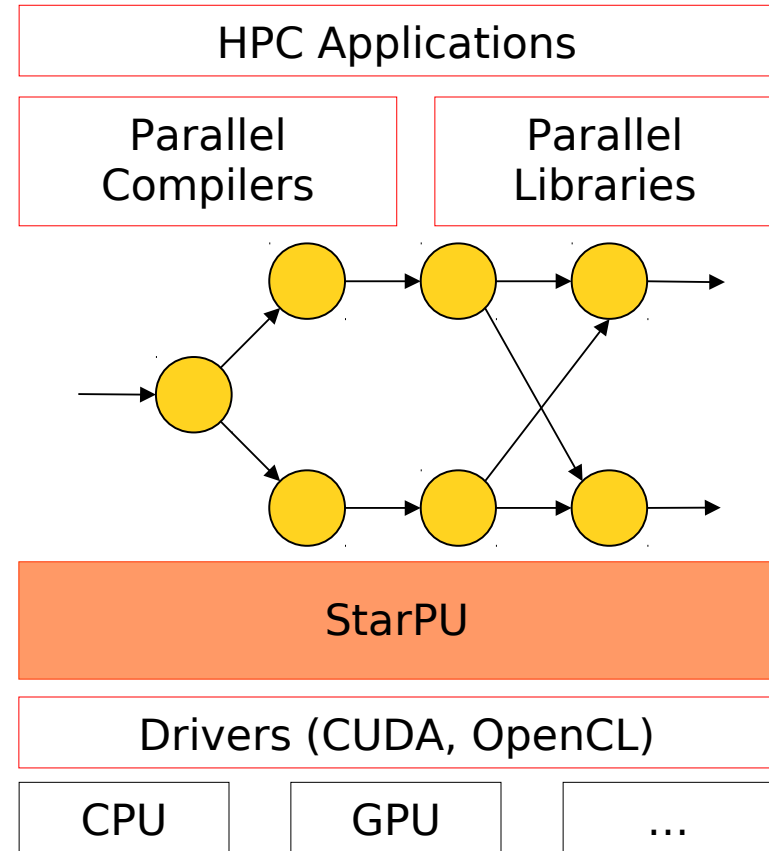 HPC Applications
Parallel
Compilers
Parallel
Libraries
StarPU
Drivers (CUDA, OpenCL)
CPU
GPU
...